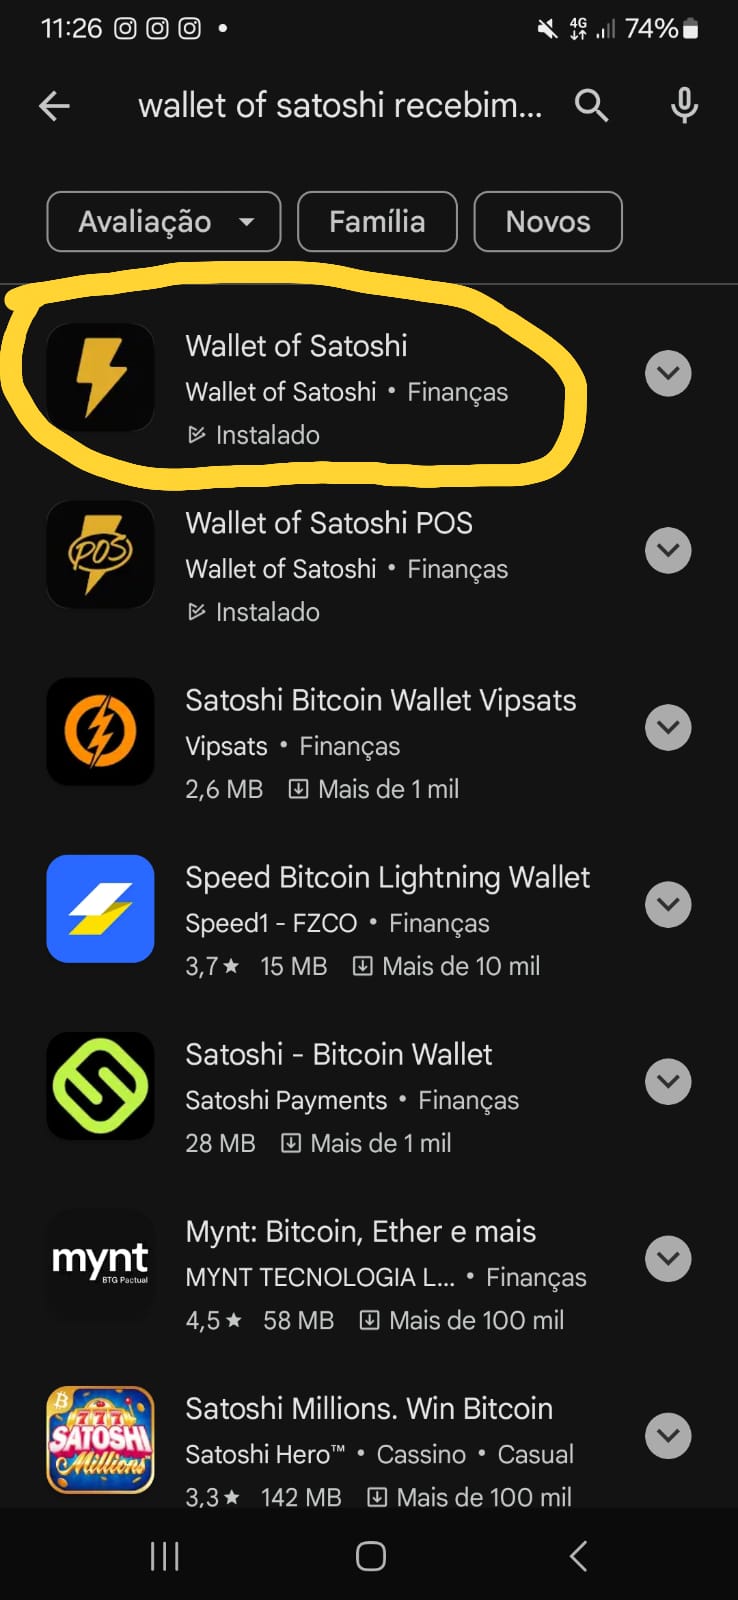 11:26
4G
74%
wallet of satoshi recebim...
Avaliação
Família
Novos
Wallet of Satoshi
Wallet of Satoshi • Finanças
Instalado
POS
Wallet of Satoshi POS
Wallet of Satoshi • Finanças
Instalado
Satoshi Bitcoin Wallet Vipsats
Vipsats • Finanças
2,6 MB Mais de 1 mil
Speed Bitcoin Lightning Wallet
Speed1 - FZCO • Finanças
3,7★ 15 MB Mais de 10 mil
Satoshi - Bitcoin Wallet
Satoshi Payments • Finanças
28 MB Mais de 1 mil
mynt
BTG Pactual
Mynt: Bitcoin, Ether e mais
MYNT TECNOLOGIA L... • Finanças
4,5★ 58 MB Mais de 100 mil
777
SATOSHI
Millions
Satoshi Millions. Win Bitcoin
Satoshi Hero™ • Cassino • Casual
3,3★ 142 MB Mais de 100 mil